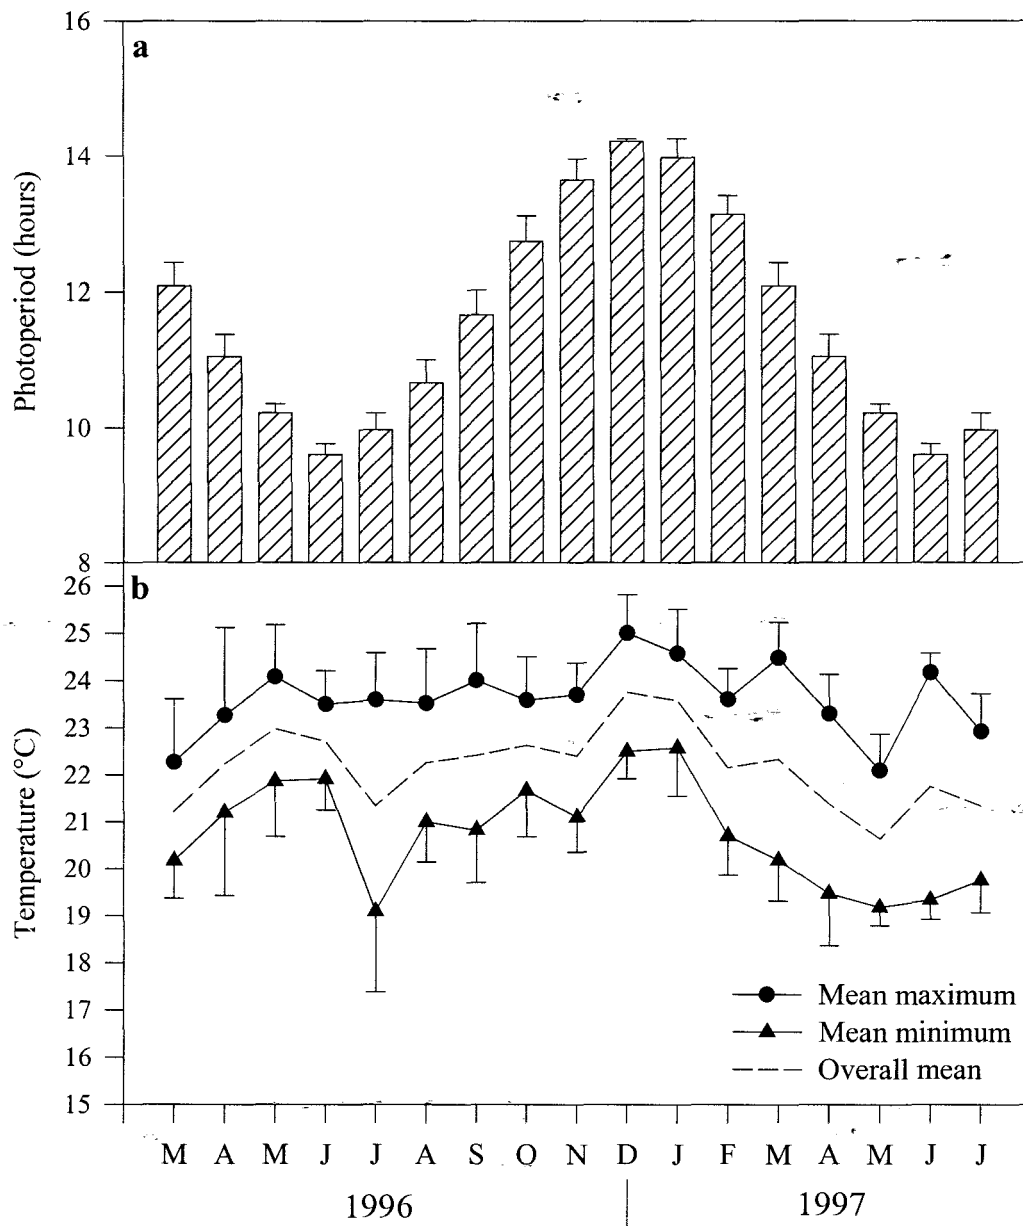 16
a
14
12
10
8
Photoperiod (hours)
b
26
25
24
23
22
21
20
19
18
17
16
15
Temperature (°C)
Mean maximum
Mean minimum
Overall mean
M A M J J A S O N D J F M A M J J
1996 1997